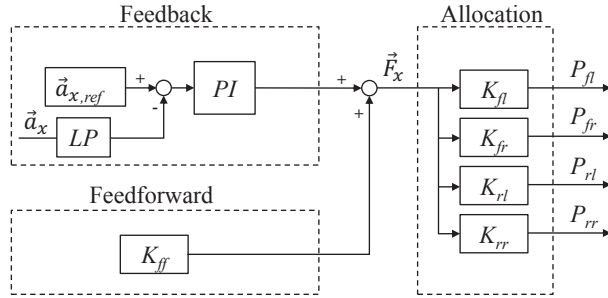 Feedback
Allocation
a⃗x,ref
+
-
PI
a⃗x
LP
+
+
F⃗x
Kfl
Pfl
Kfr
Pfr
Krl
Prl
Krr
Prr
Feedforward
Kff